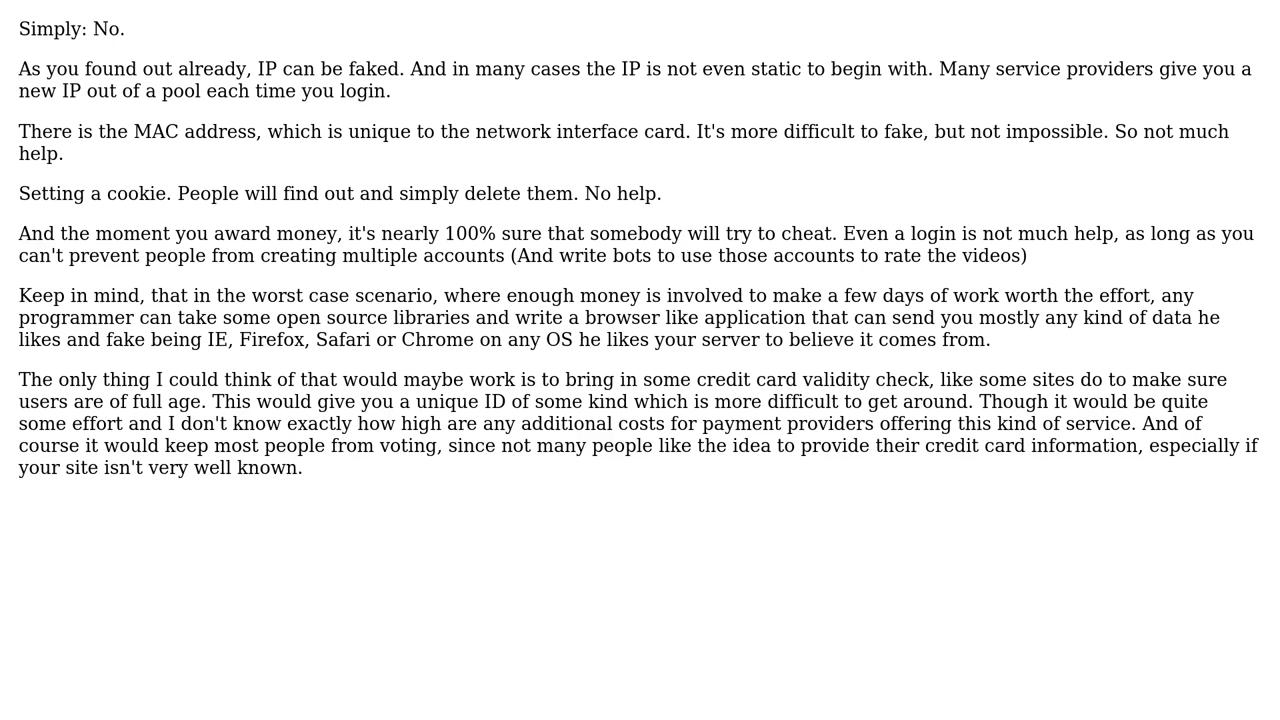 Simply: No.
As you found out already, IP can be faked. And in many cases the IP is not even static to begin with. Many service providers give you a
new IP out of a pool each time you login.
There is the MAC address, which is unique to the network interface card. It's more difficult to fake, but not impossible. So not much
help.
Setting a cookie. People will find out and simply delete them. No help.
And the moment you award money, it's nearly 100% sure that somebody will try to cheat. Even a login is not much help, as long as you
can't prevent people from creating multiple accounts (And write bots to use those accounts to rate the videos)
Keep in mind, that in the worst case scenario, where enough money is involved to make a few days of work worth the effort, any
programmer can take some open source libraries and write a browser like application that can send you mostly any kind of data he
likes and fake being IE, Firefox, Safari or Chrome on any OS he likes your server to believe it comes from.
The only thing I could think of that would maybe work is to bring in some credit card validity check, like some sites do to make sure
users are of full age. This would give you a unique ID of some kind which is more difficult to get around. Though it would be quite
some effort and I don't know exactly how high are any additional costs for payment providers offering this kind of service. And of
course it would keep most people from voting, since not many people like the idea to provide their credit card information, especially if
your site isn't very well known.